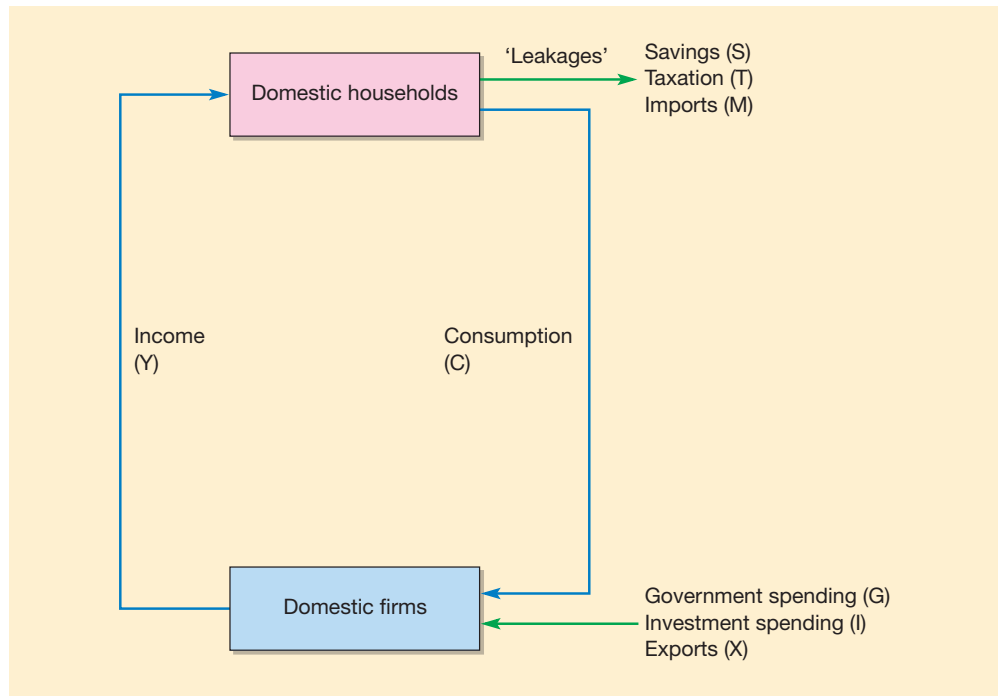 'Leakages'
Savings (S)
Taxation (T)
Imports (M)
Domestic households
Income
(Y)
Consumption
(C)
Domestic firms
Government spending (G)
Investment spending (I)
Exports (X)